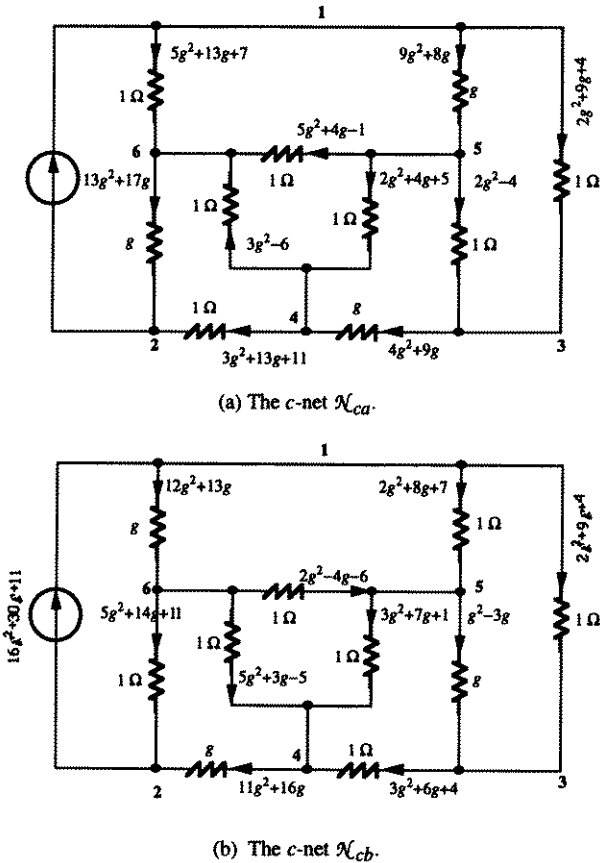 1
5g²+13g+7
9g²+8g
2g²+9g+4
1 Ω
g
6
5g²+4g-1
5
13g²+17g
1 Ω
2g²+4g+5
2g²-4
1 Ω
g
1 Ω
3g²-6
1 Ω
1 Ω
1 Ω
4
g
2
3g²+13g+11
4g²+9g
3
(a) The c-net 𝒩ca.
1
12g²+13g
2g²+8g+7
2g²+9g+4
g
1 Ω
6
2g²-4g-6
5
16g²+30g+11
5g²+14g+11
1 Ω
3g²+7g+1
g²-3g
1 Ω
1 Ω
1 Ω
5g²+3g-5
1 Ω
g
g
4
1 Ω
2
11g²+16g
3g²+6g+4
3
(b) The c-net 𝒩cb.